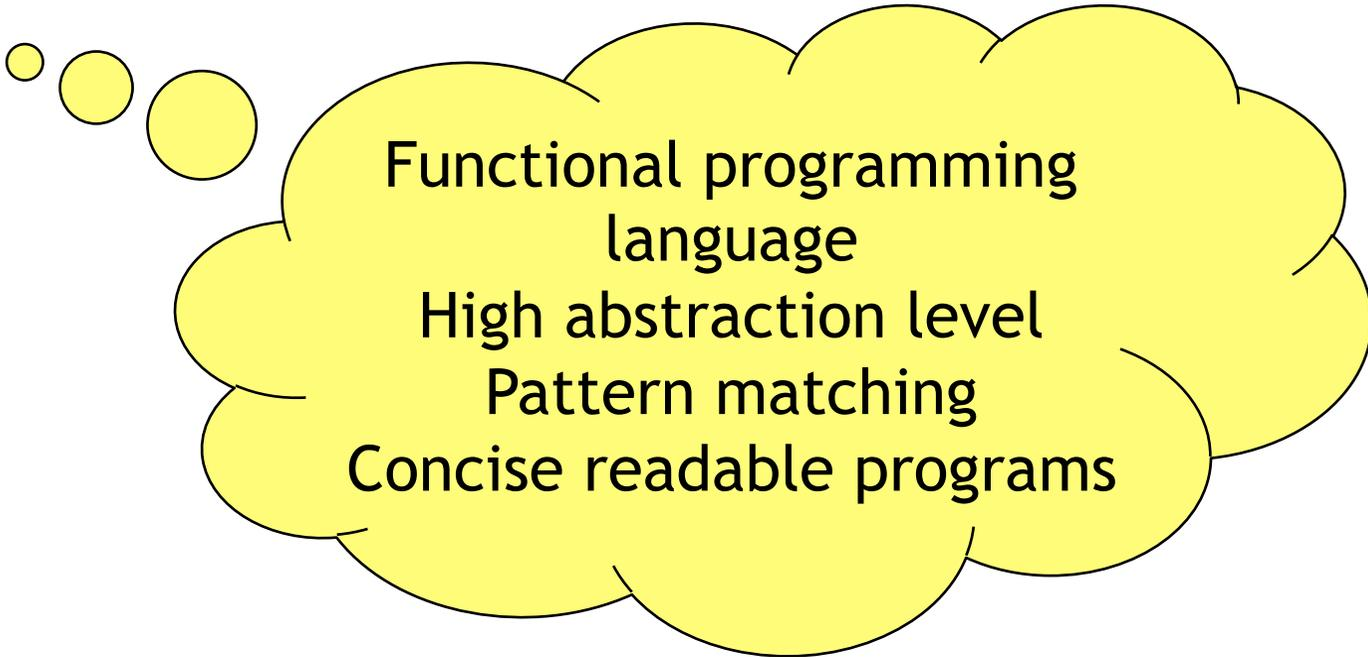 Functional programming
language
High abstraction level
Pattern matching
Concise readable programs